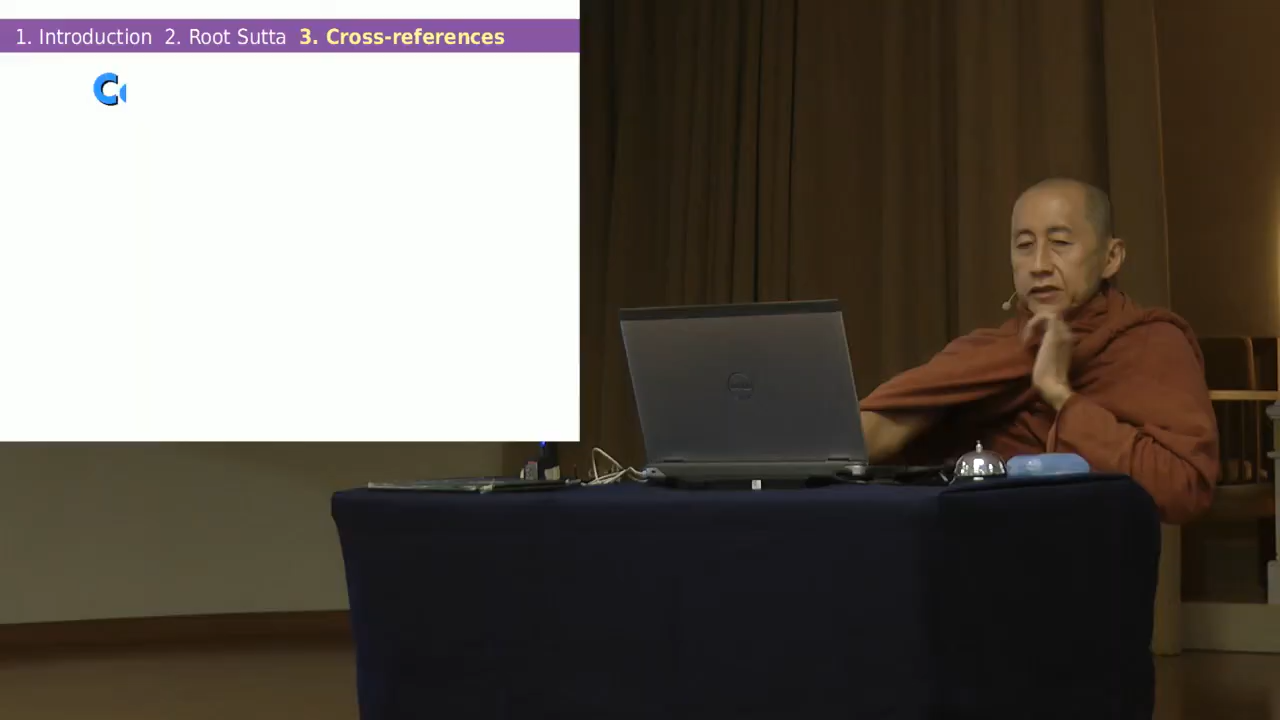 1. Introduction 2. Root Sutta 3. Cross-references
C